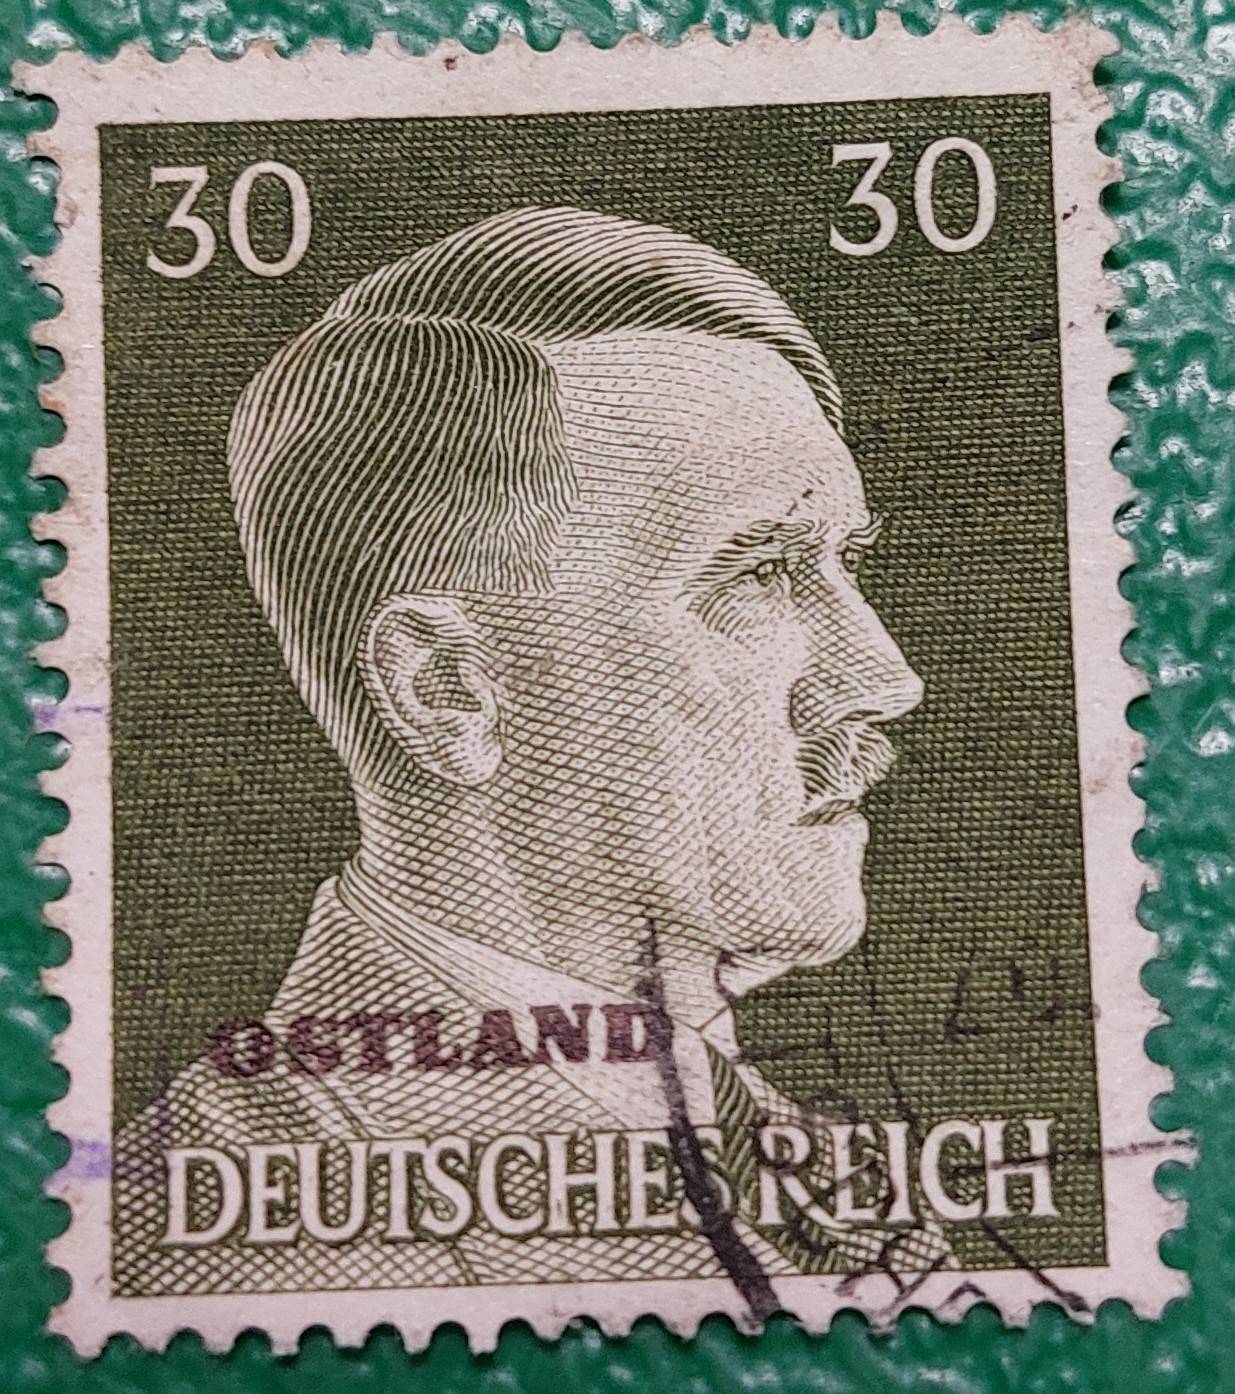 30 30
OSTLAND
DEUTSCHES REICH